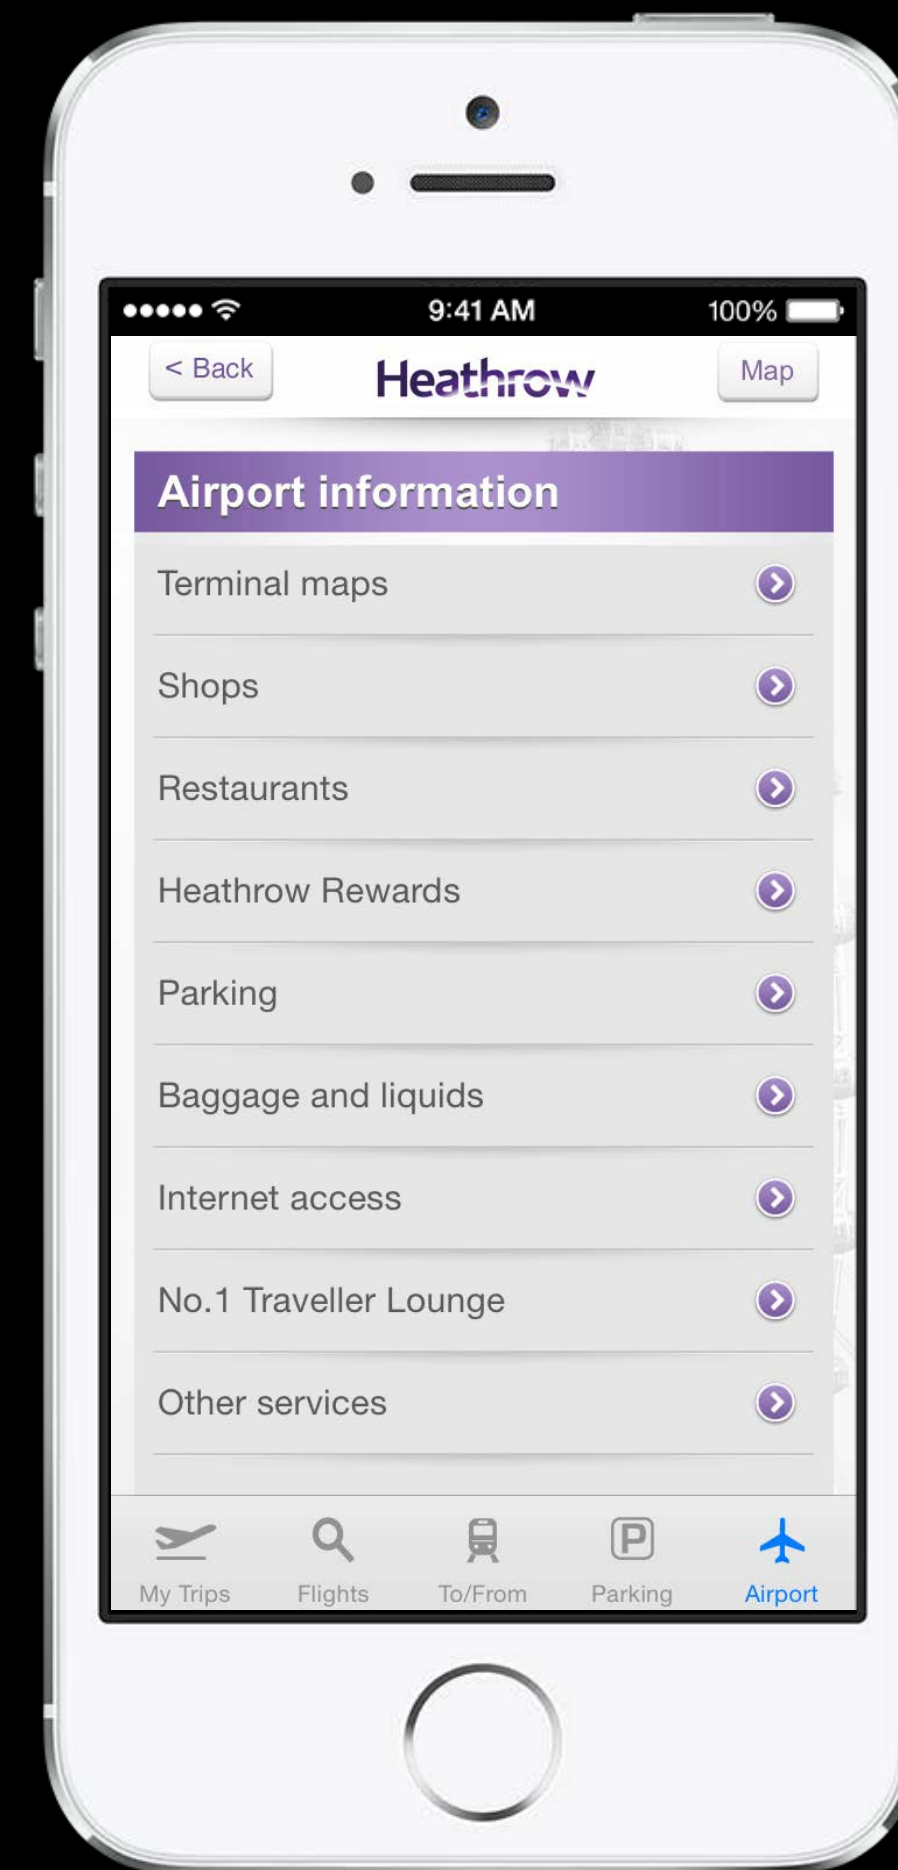 9:41 AM 100%
< Back Heathrow Map
Airport information
Terminal maps
Shops
Restaurants
Heathrow Rewards
Parking
Baggage and liquids
Internet access
No.1 Traveller Lounge
Other services
P
My Trips Flights To/From Parking Airport